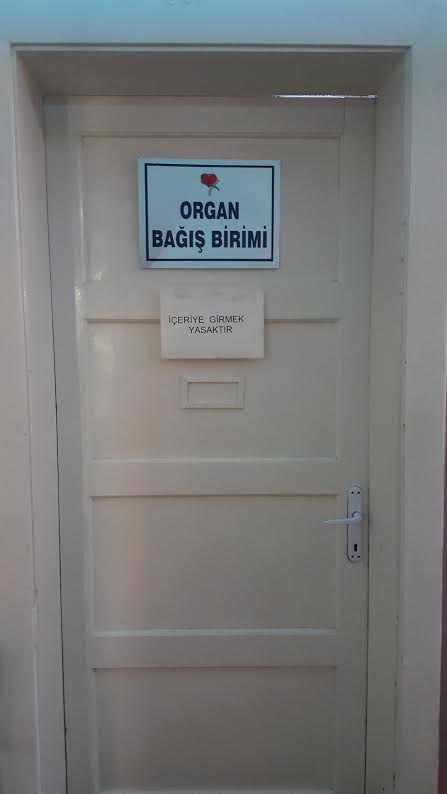 ORGAN
BAĞIŞ BİRİMİ
İÇERİYE GİRMEK
YASAKTIR